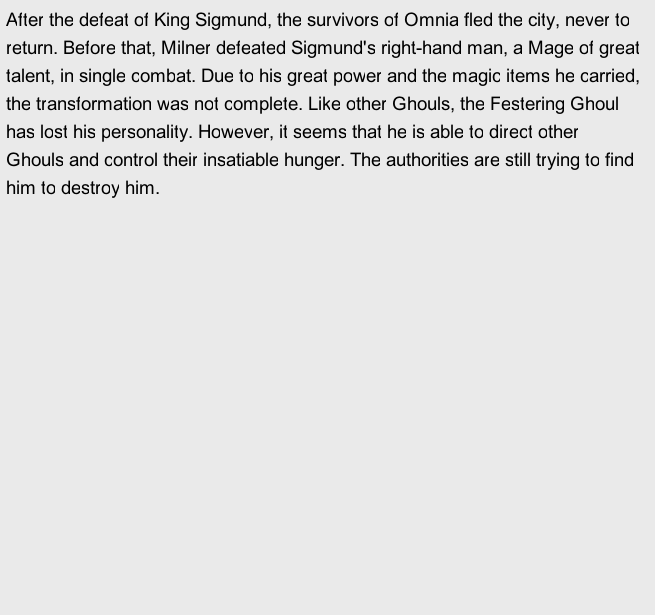 After the defeat of King Sigmund, the survivors of Omnia fled the city, never to
return. Before that, Milner defeated Sigmund's right-hand man, a Mage of great
talent, in single combat. Due to his great power and the magic items he carried,
the transformation was not complete. Like other Ghouls, the Festering Ghoul
has lost his personality. However, it seems that he is able to direct other
Ghouls and control their insatiable hunger. The authorities are still trying to find
him to destroy him.